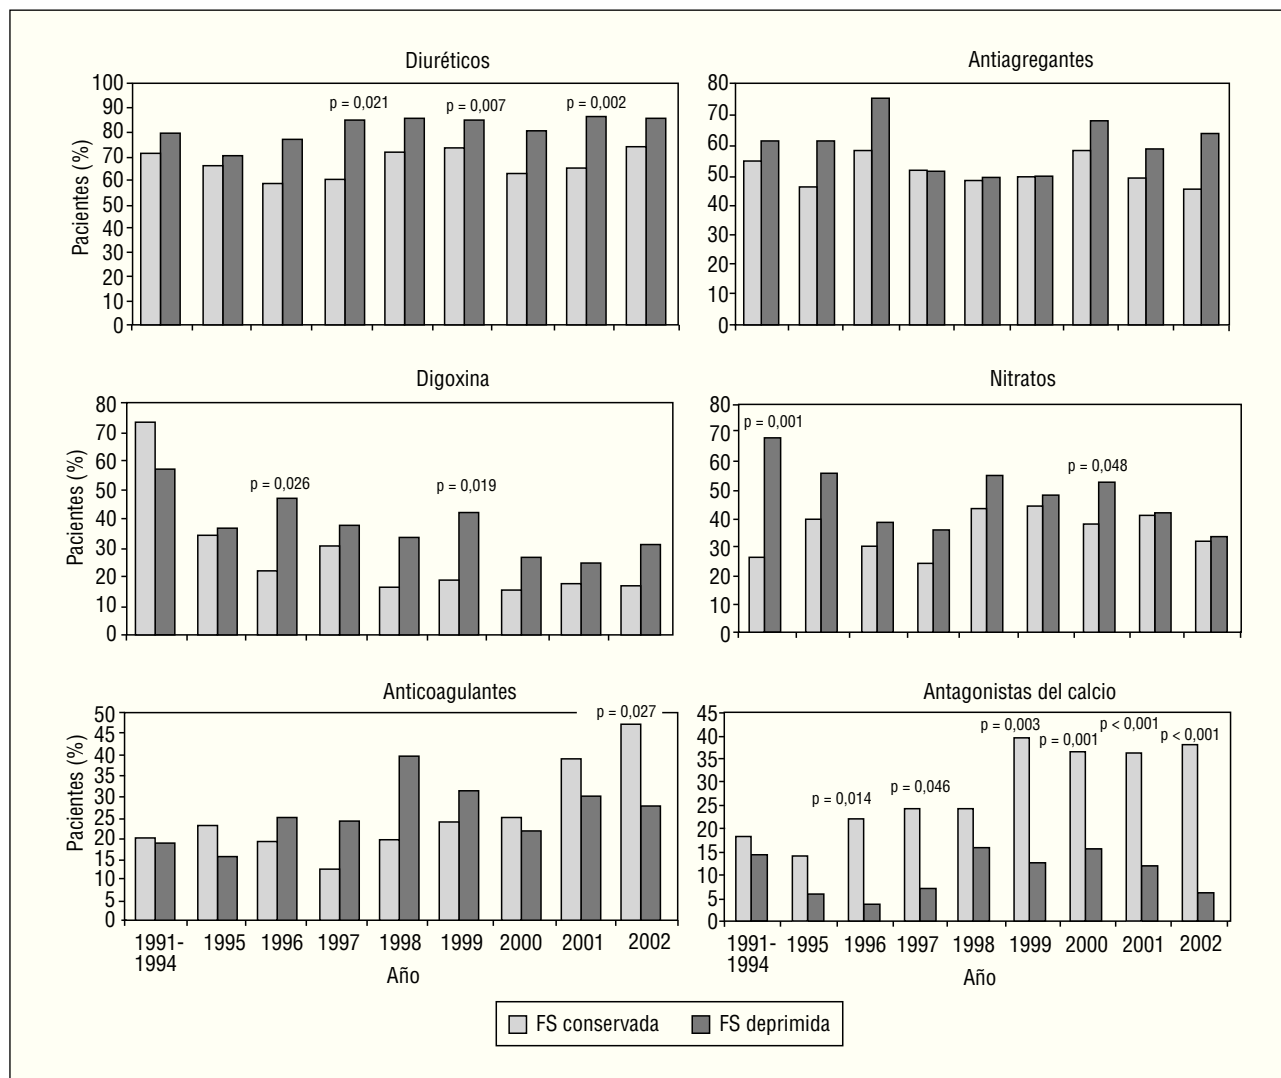 Diuréticos
Pacientes (%)
100
90
80
70
60
50
40
30
20
10
0
p = 0,021
p = 0,007
p = 0,002
Antiagregantes
80
70
60
50
40
30
20
10
0
Digoxina
Pacientes (%)
80
70
60
50
40
30
20
10
0
p = 0,026
p = 0,019
Nitratos
80
70
60
50
40
30
20
10
0
p = 0,001
p = 0,048
Anticoagulantes
Pacientes (%)
50
45
40
35
30
25
20
15
10
5
0
p = 0,027
1991-1994 1995 1996 1997 1998 1999 2000 2001 2002
Año
Antagonistas del calcio
45
40
35
30
25
20
15
10
5
0
p = 0,014
p = 0,046
p = 0,003
p = 0,001
p < 0,001
p < 0,001
1991-1994 1995 1996 1997 1998 1999 2000 2001 2002
Año
FS conservada FS deprimida